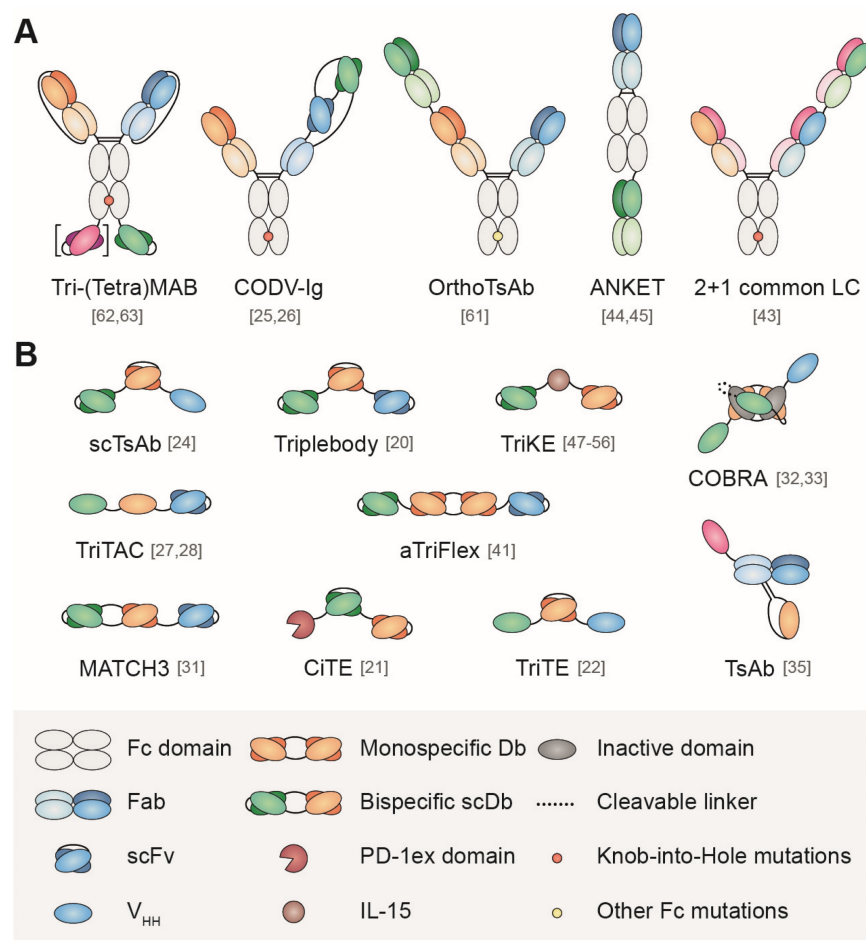 A
Tri-(Tetra)MAB CODV-Ig OrthoTsAb ANKET 2+1 common LC
[62,63] [25,26] [61] [44,45] [43]
B
scTsAb [24] Triplebody [20] TriKE [47-56]
COBRA [32,33]
TriTAC [27,28] aTriFlex [41]
MATCH3 [31] CiTE [21] TriTE [22] TsAb [35]
Fc domain Monospecific Db Inactive domain
Fab Bispecific scDb Cleavable linker
scFv PD-1ex domain Knob-into-Hole mutations
VHH IL-15 Other Fc mutations